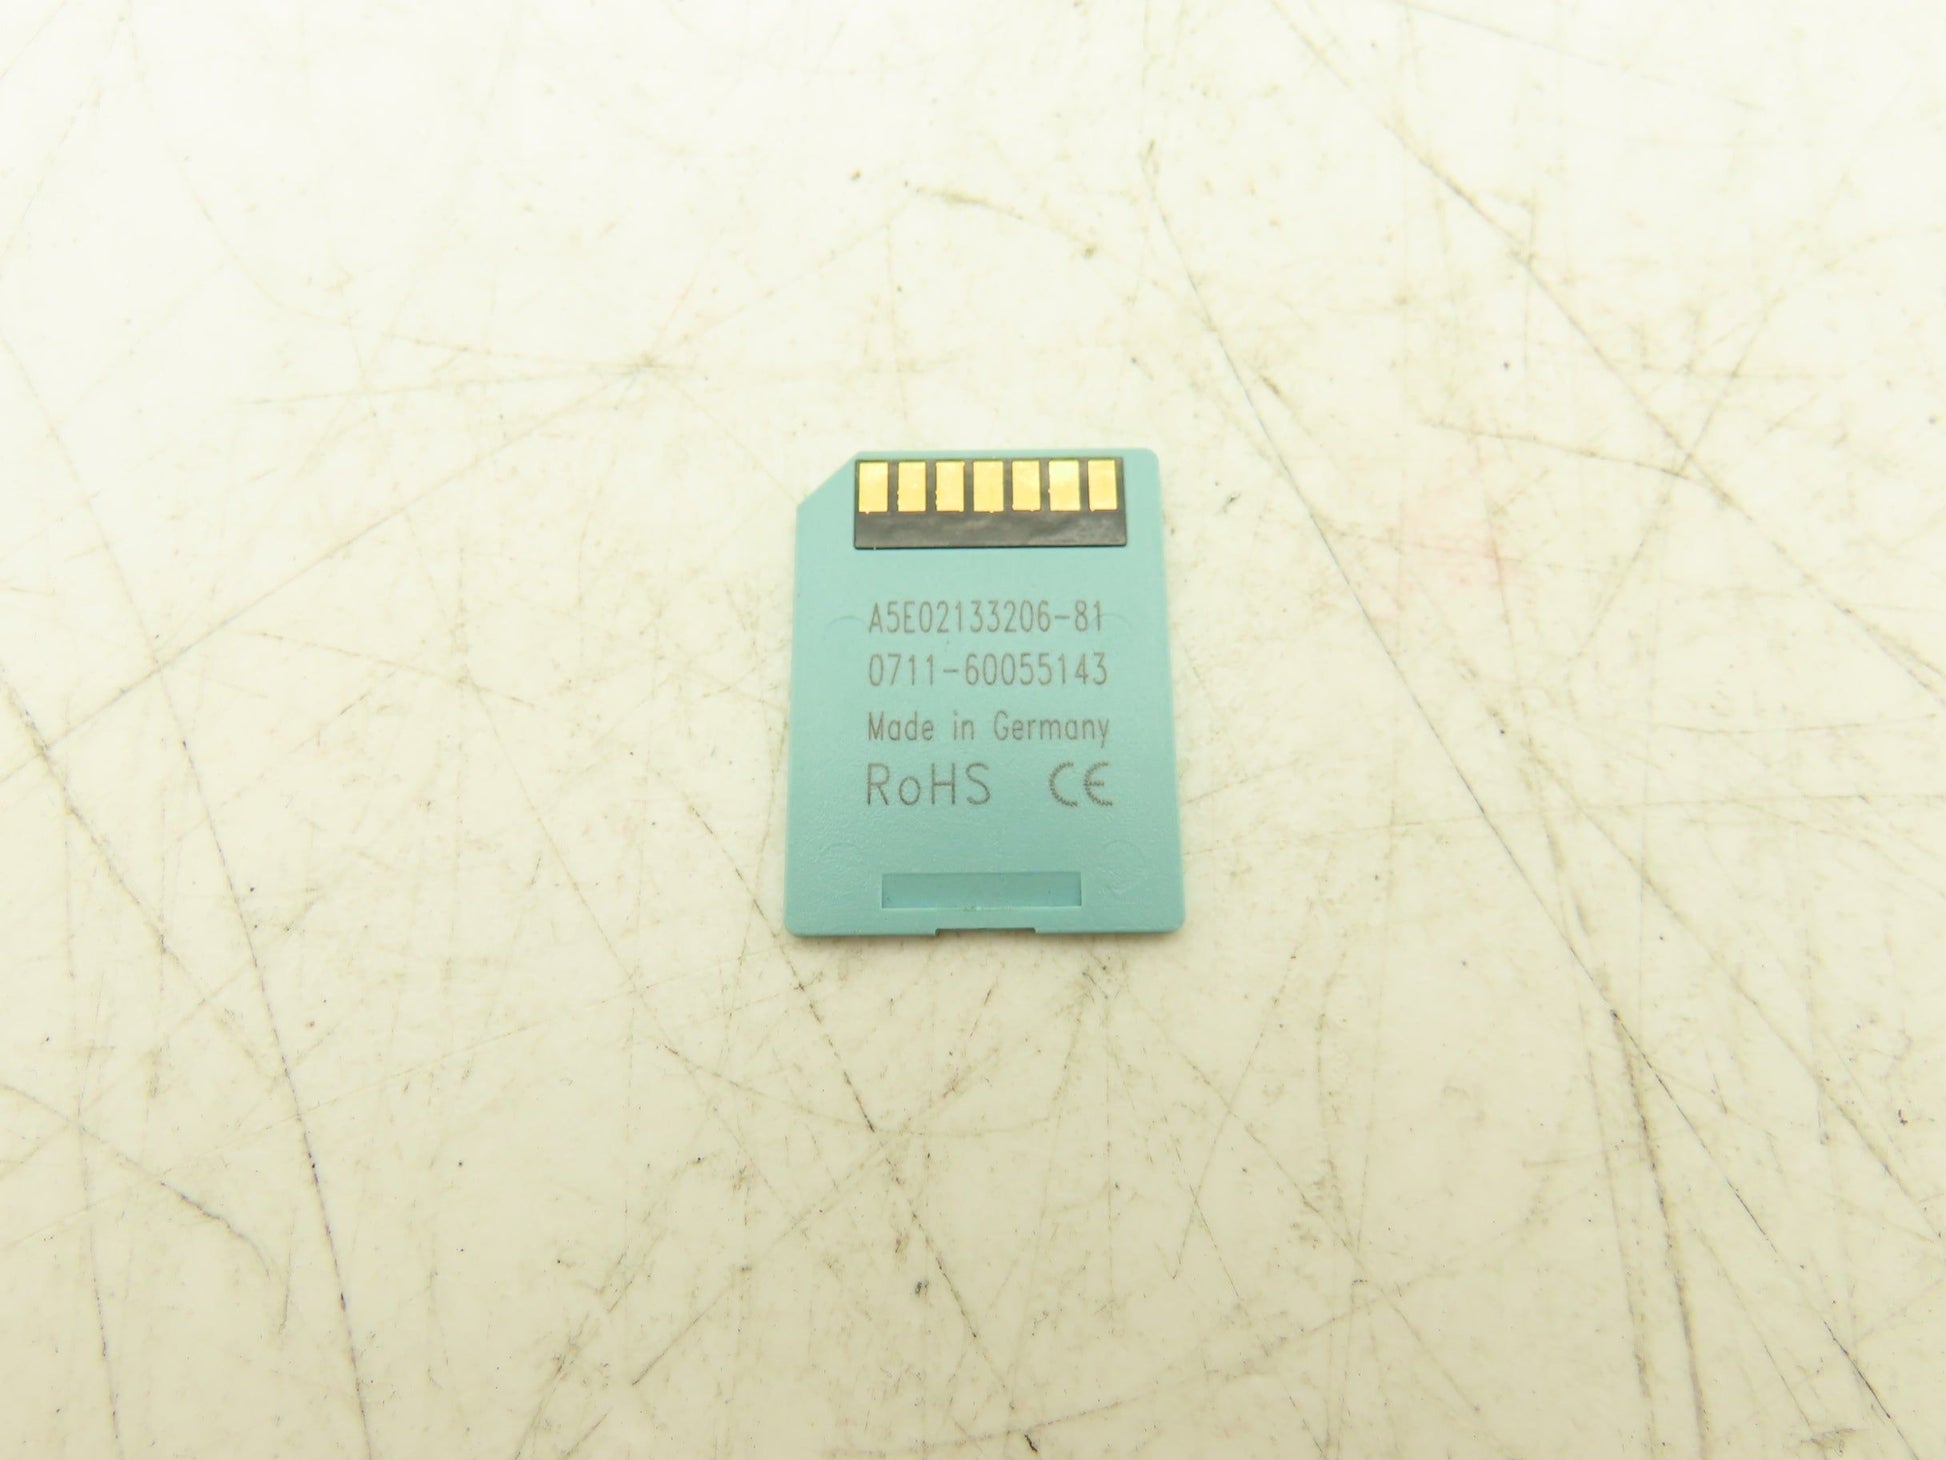 A5E02133206-81
0711-60055143
Made in Germany
RoHS CE